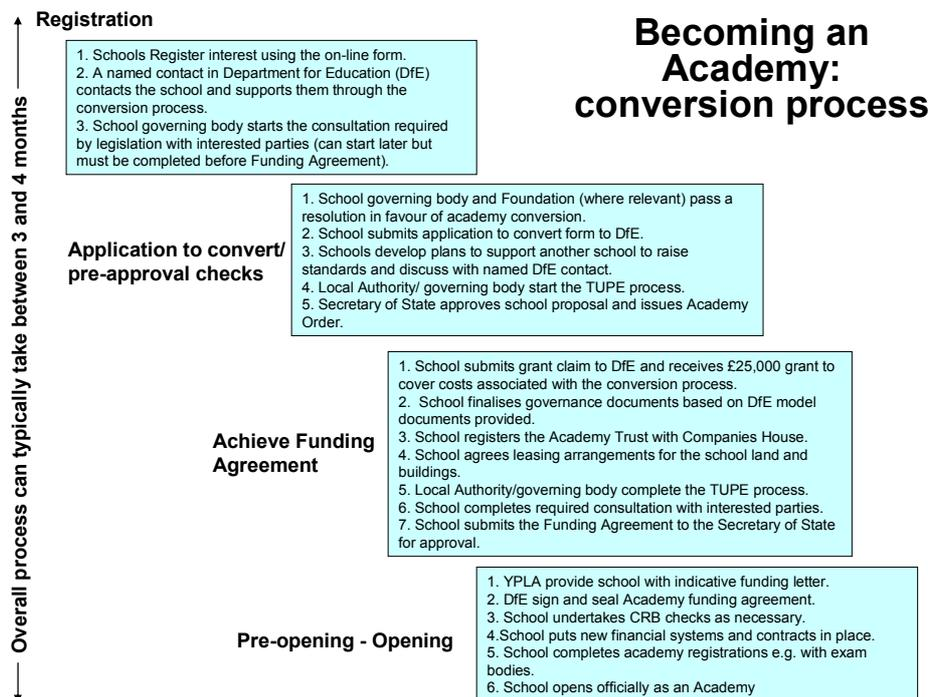 Registration
Becoming an
Academy:
conversion process
1. Schools Register interest using the on-line form.
2. A named contact in Department for Education (DfE)
contacts the school and supports them through the
conversion process.
3. School governing body starts the consultation required
by legislation with interested parties (can start later but
must be completed before Funding Agreement).
Overall process can typically take between 3 and 4 months
Application to convert/
pre-approval checks
1. School governing body and Foundation (where relevant) pass a
resolution in favour of academy conversion.
2. School submits application to convert form to DfE.
3. Schools develop plans to support another school to raise
standards and discuss with named DfE contact.
4. Local Authority/ governing body start the TUPE process.
5. Secretary of State approves school proposal and issues Academy
Order.
Achieve Funding
Agreement
1. School submits grant claim to DfE and receives £25,000 grant to
cover costs associated with the conversion process.
2.  School finalises governance documents based on DfE model
documents provided.
3. School registers the Academy Trust with Companies House.
4. School agrees leasing arrangements for the school land and
buildings.
5. Local Authority/governing body complete the TUPE process.
6. School completes required consultation with interested parties.
7. School submits the Funding Agreement to the Secretary of State
for approval.
Pre-opening - Opening
1. YPLA provide school with indicative funding letter.
2. DfE sign and seal Academy funding agreement.
3. School undertakes CRB checks as necessary.
4.School puts new financial systems and contracts in place.
5. School completes academy registrations e.g. with exam
bodies.
6. School opens officially as an Academy